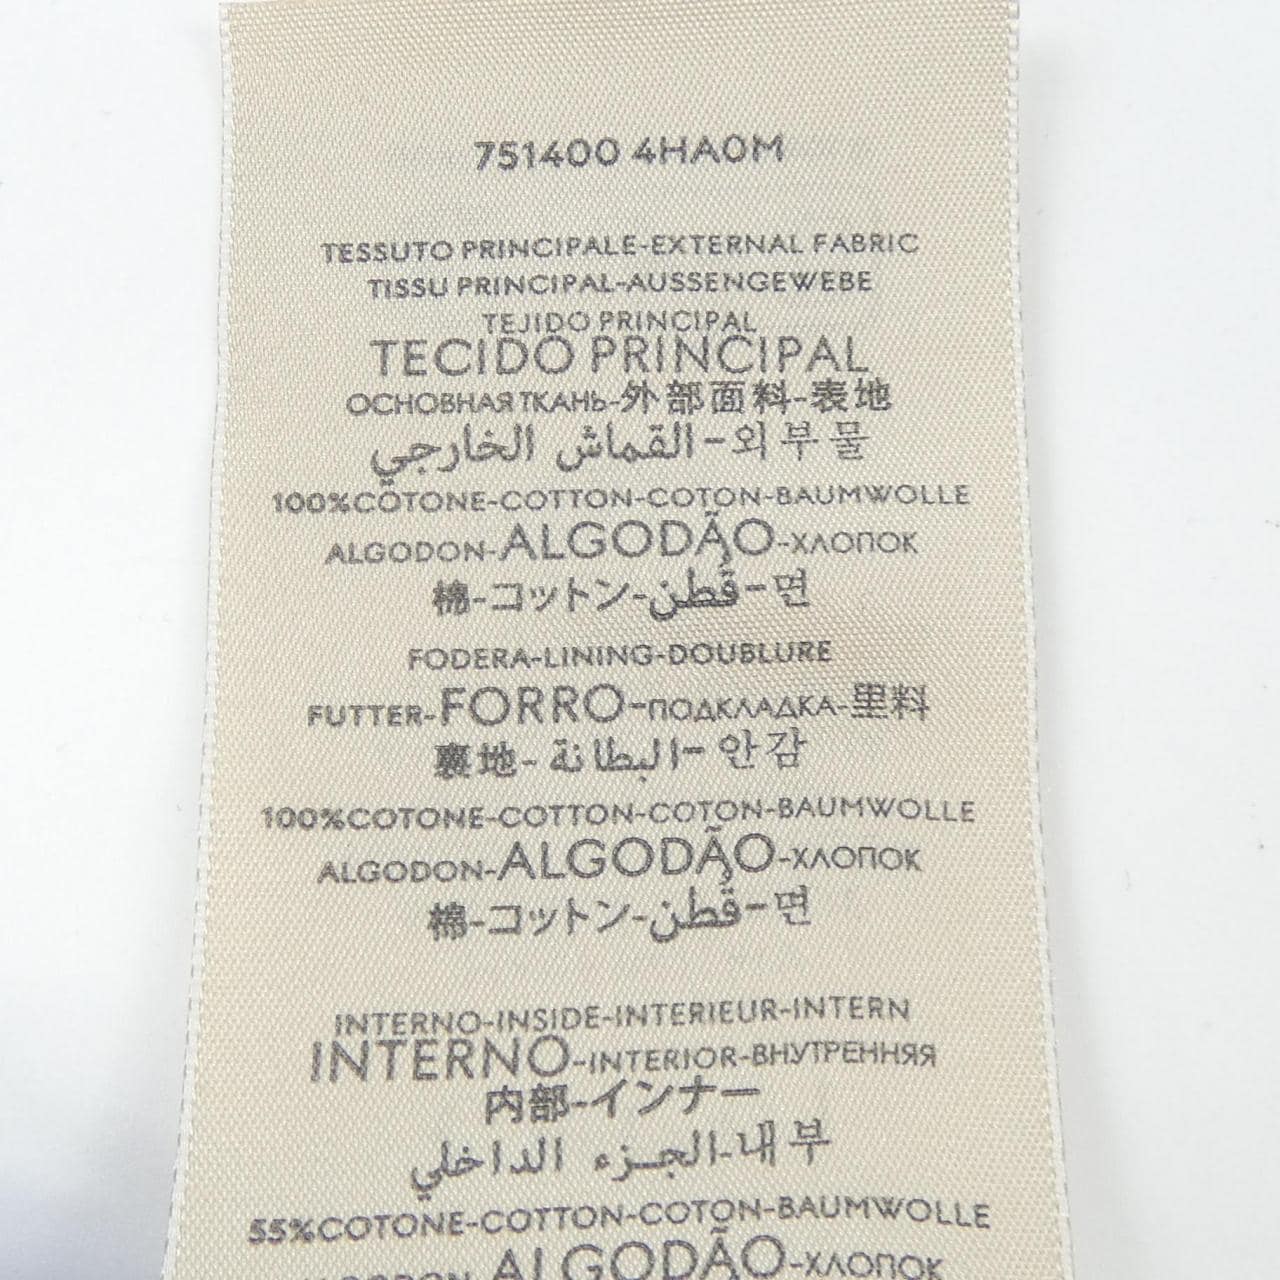 751400 4HA0M
TESSUTO PRINCIPALE-EXTERNAL FABRIC
TISSU PRINCIPAL-AUSSENGEWEBE
TEJIDO PRINCIPAL
TECIDO PRINCIPAL
ОСНОВНАЯ ТКАНЬ-外部面料-表地
القماش الخارجي-외부물
100%COTONE-COTTON-COTON-BAUMWOLLE
ALGODON-ALGODÃO-ХЛОПОК
棉-コットン-قطن-면
FODERA-LINING-DOUBLURE
FUTTER-FORRO-ПОДКЛАДКА-里料
裏地-البطانة-안감
100%COTONE-COTTON-COTON-BAUMWOLLE
ALGODON-ALGODÃO-ХЛОПОК
棉-コットン-قطن-면
INTERNO-INSIDE-INTERIEUR-INTERN
INTERNO-INTERIOR-ВНУТРЕННЯЯ
内部-インナー
الجزء الداخلي-내부
55%COTONE-COTTON-COTON-BAUMWOLLE
ALGODON-ALGODÃO-ХЛОПОК